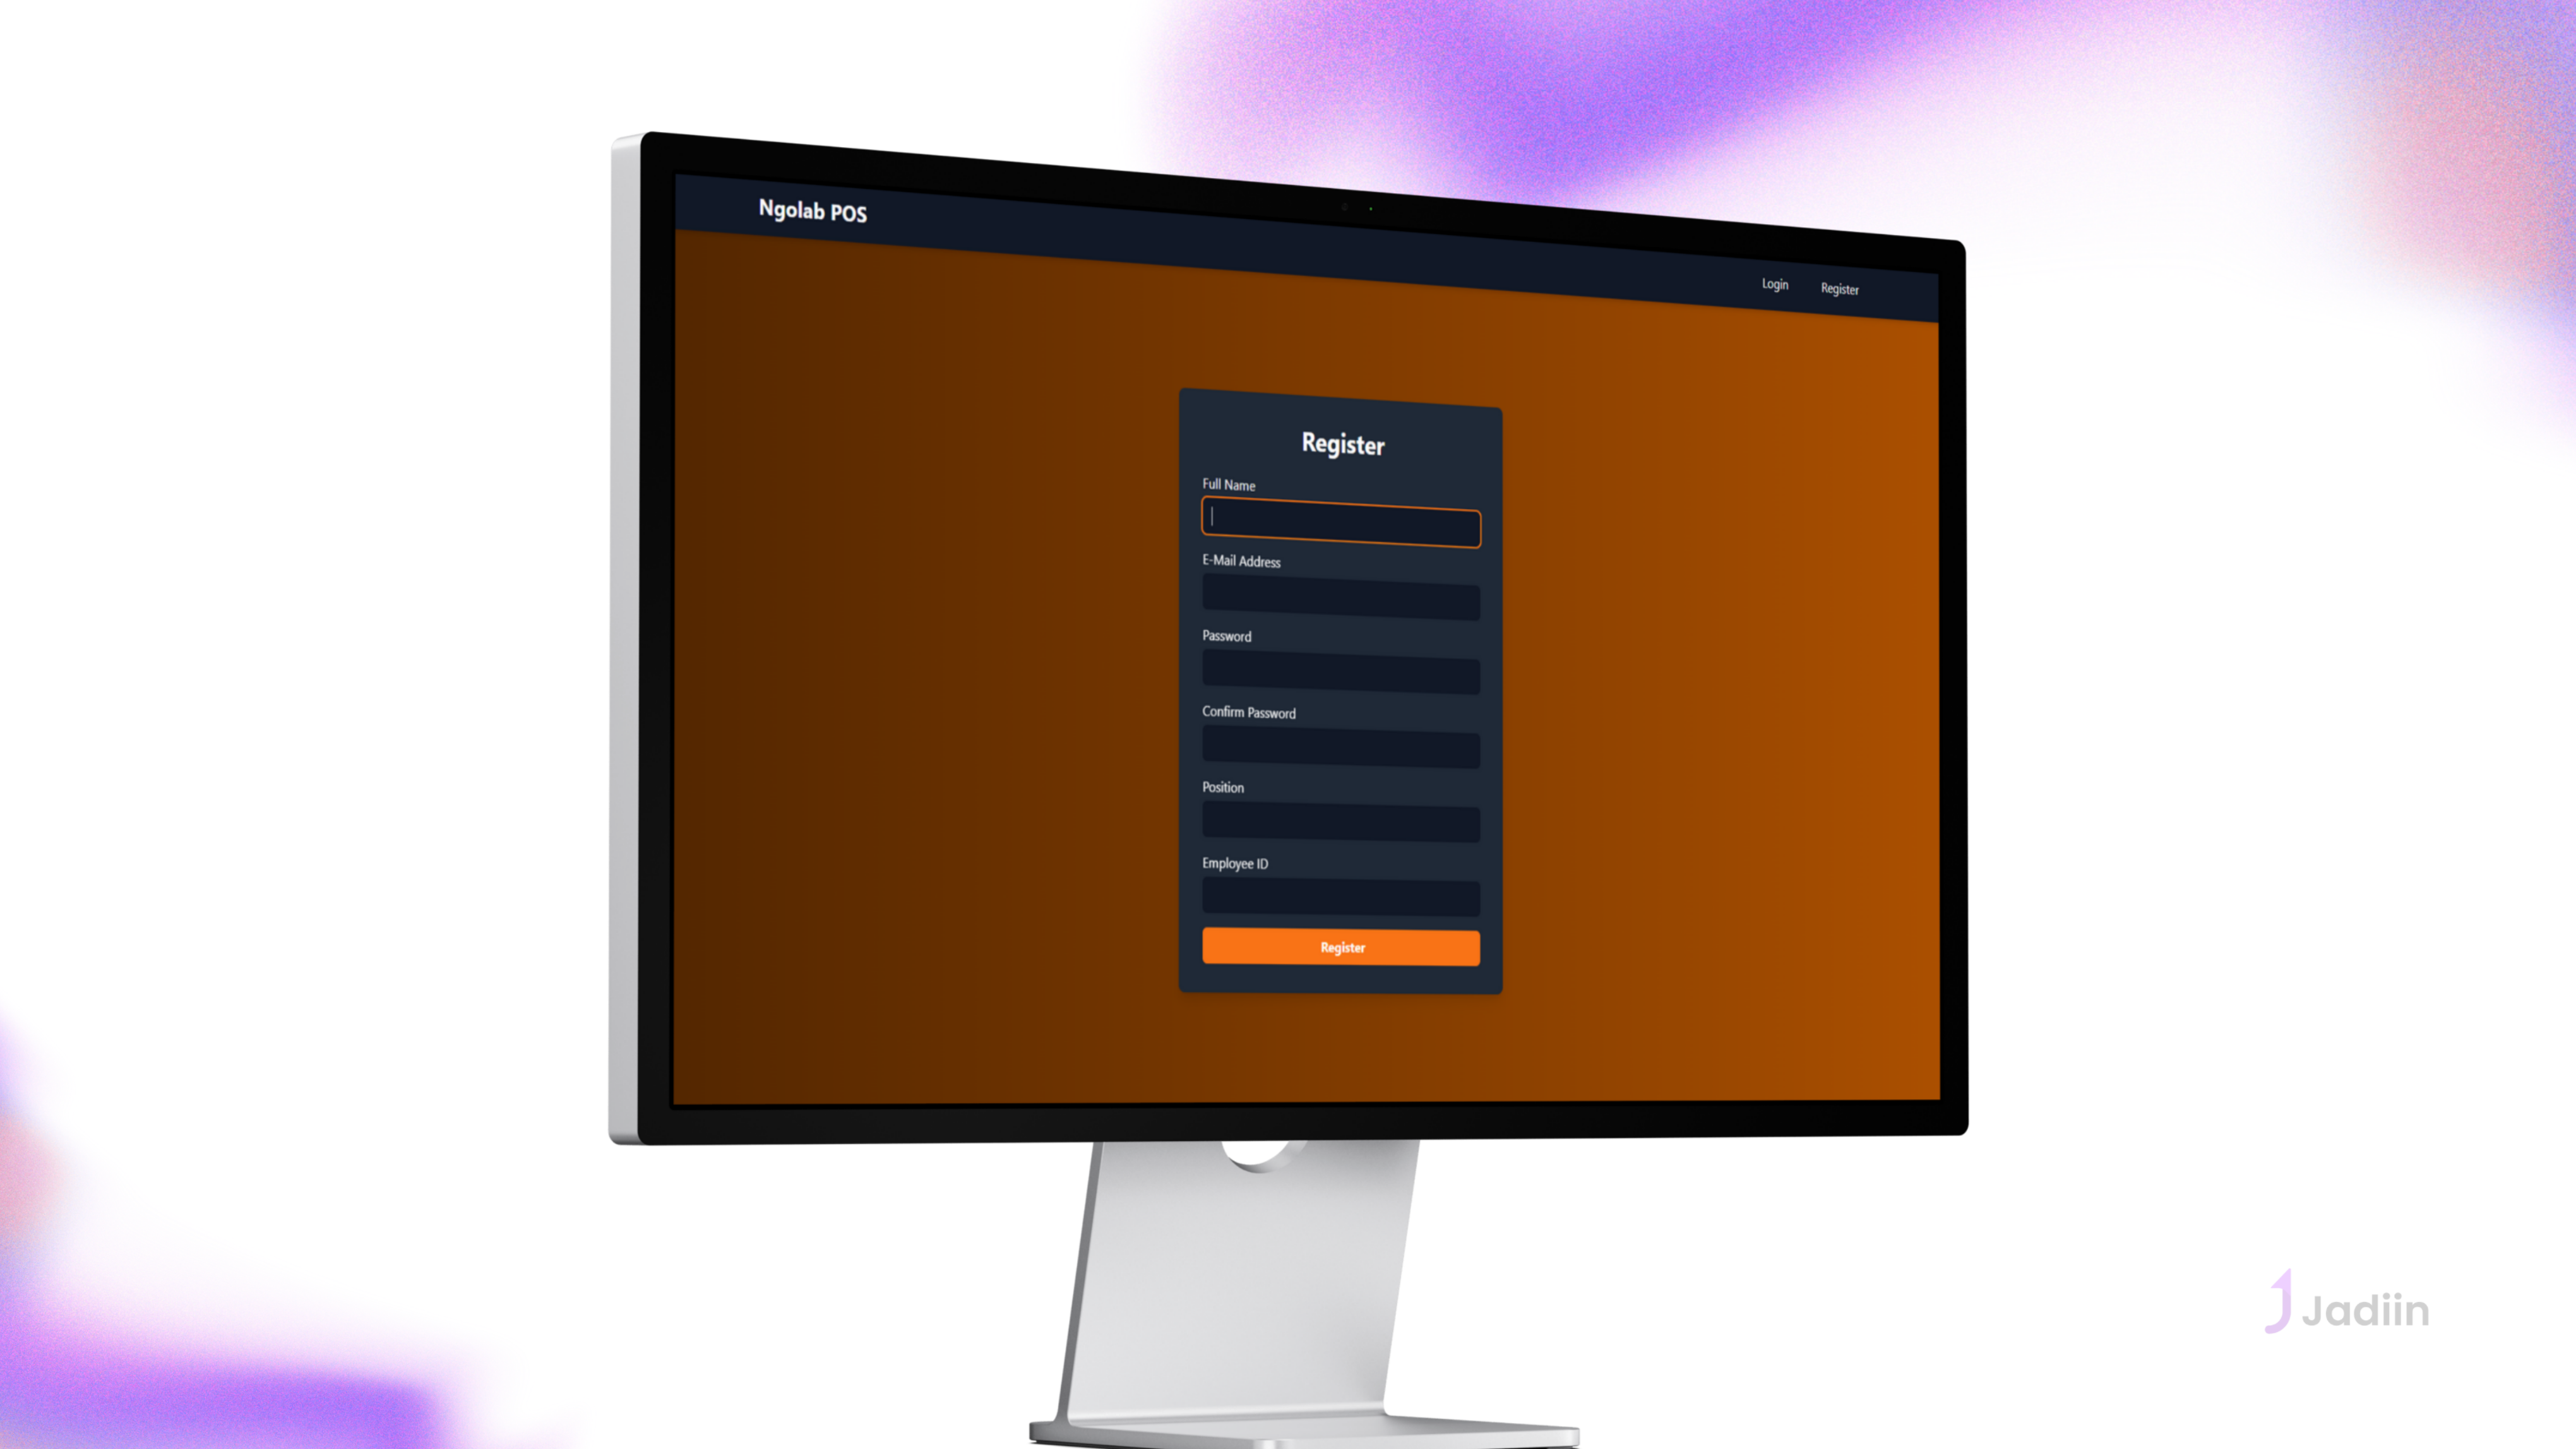 Ngolab POS
Login
Register
Register
Full Name
E-Mail Address
Password
Confirm Password
Position
Employee ID
Register
Jadiin